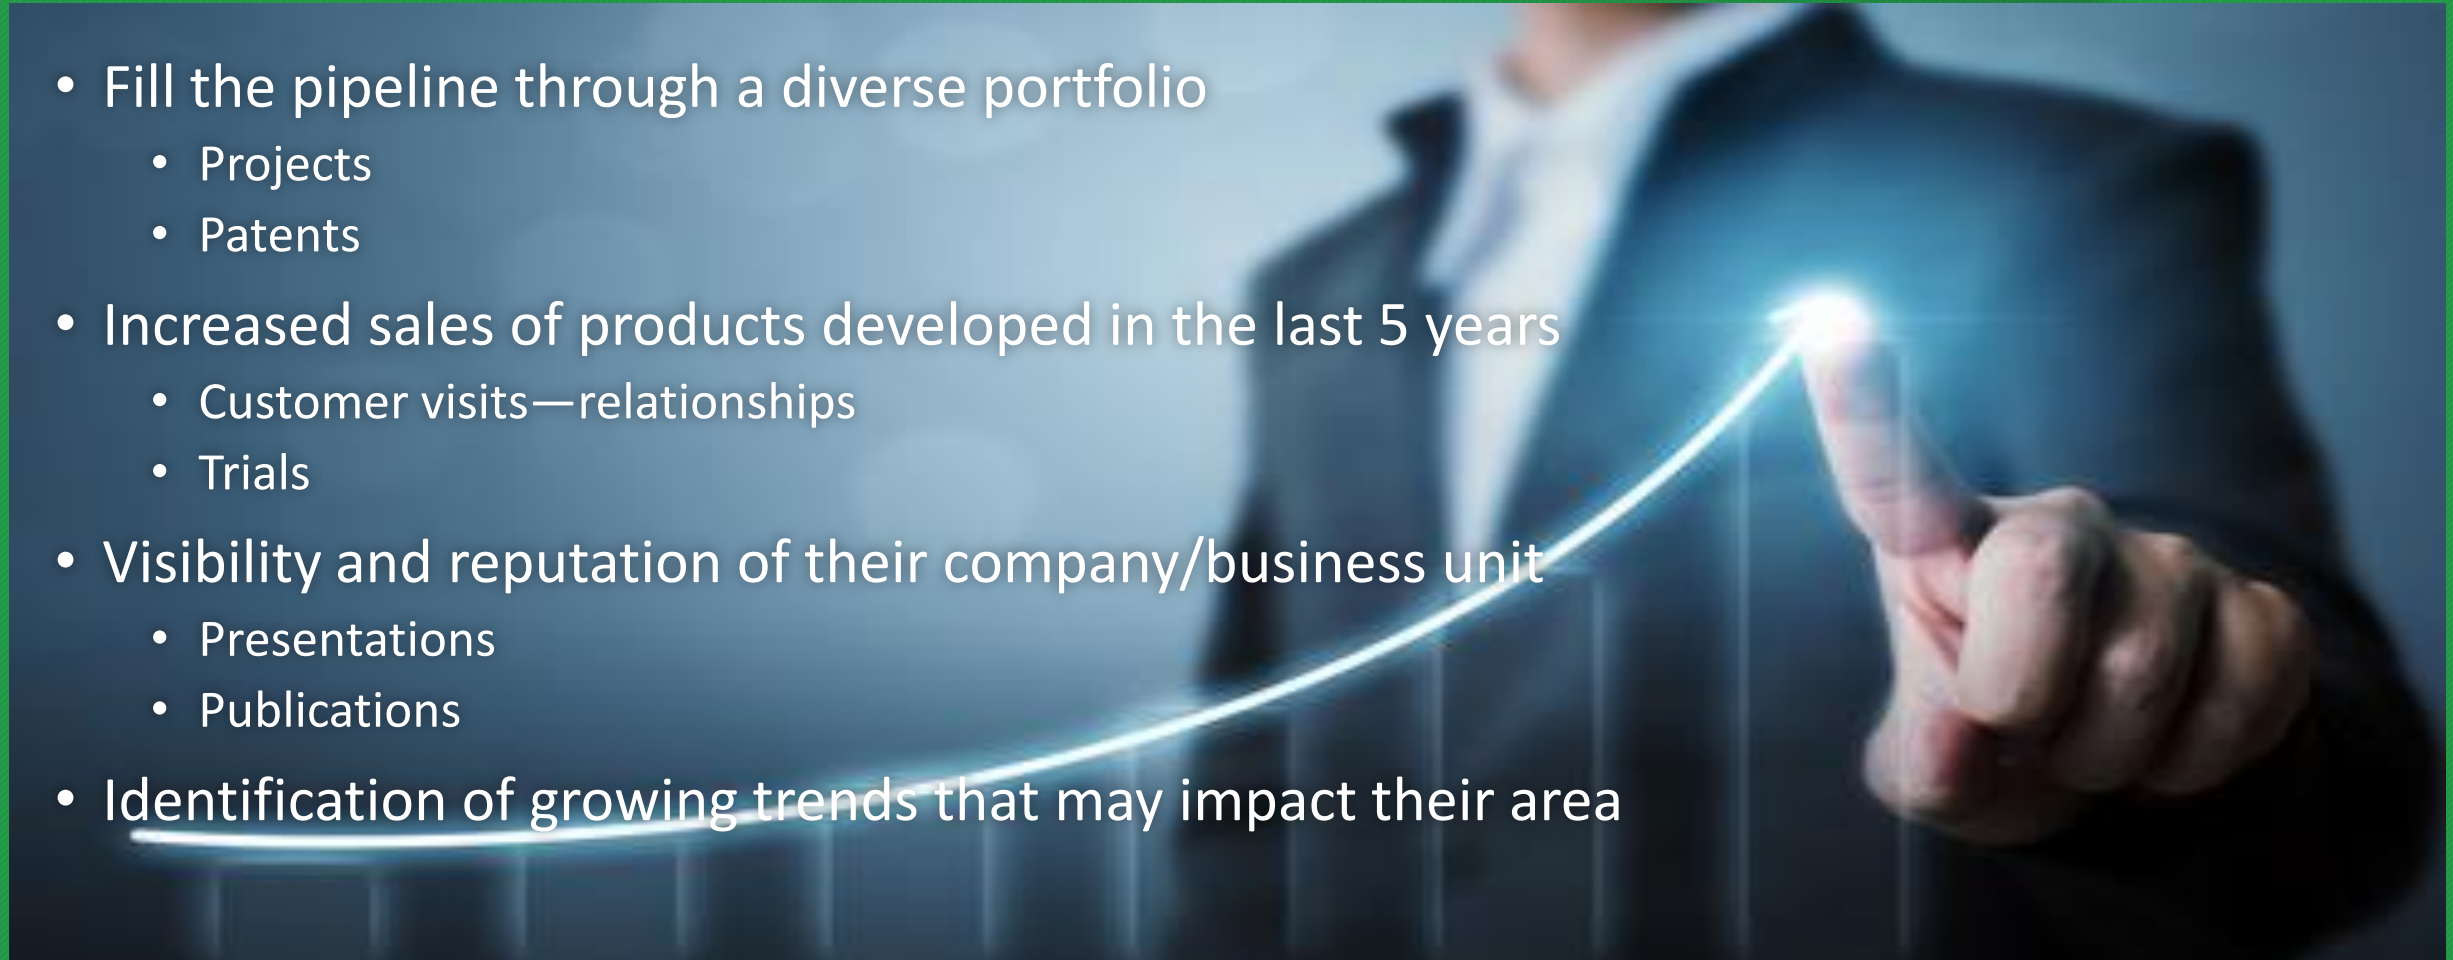 • Fill the pipeline through a diverse portfolio
• Projects
• Patents
• Increased sales of products developed in the last 5 years
• Customer visits—relationships
• Trials
• Visibility and reputation of their company/business unit
• Presentations
• Publications
• Identification of growing trends that may impact their area